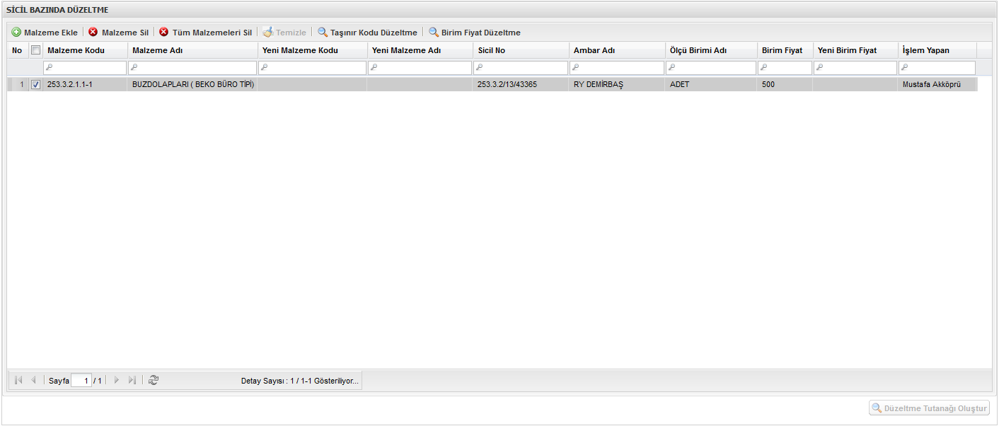 SİCİL BAZINDA DÜZELTME
Malzeme Ekle Malzeme Sil Tüm Malzemeleri Sil Temizle Taşınır Kodu Düzeltme Birim Fiyat Düzeltme
No Malzeme Kodu Malzeme Adı Yeni Malzeme Kodu Yeni Malzeme Adı Sicil No Ambar Adı Ölçü Birimi Adı Birim Fiyat Yeni Birim Fiyat İşlem Yapan
1 253.3.2.1.1-1 BUZDOLAPLARI ( BEKO BÜRO TİPİ) 253.3.2/13/43365 RY DEMİRBAŞ ADET 500 Mustafa Akköprü
Sayfa 1 / 1 Detay Sayısı : 1 / 1-1 Gösteriliyor...
Düzeltme Tutanağı Oluştur